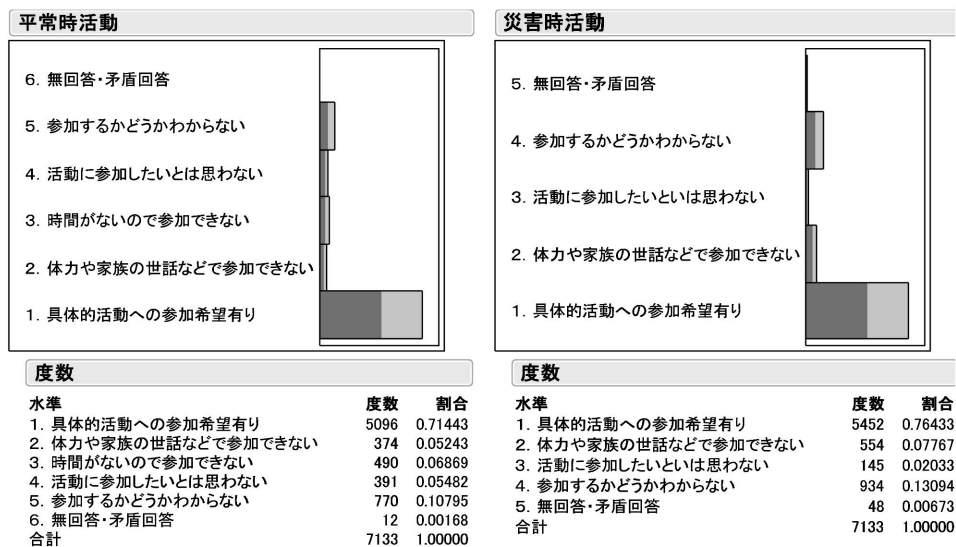 平常時活動
6. 無回答・矛盾回答
5. 参加するかどうかわからない
4. 活動に参加したいとは思わない
3. 時間がないので参加できない
2. 体力や家族の世話などで参加できない
1. 具体的活動への参加希望有り
度数
水準 度数 割合
1. 具体的活動への参加希望有り 5096 0.71443
2. 体力や家族の世話などで参加できない 374 0.05243
3. 時間がないので参加できない 490 0.06869
4. 活動に参加したいとは思わない 391 0.05482
5. 参加するかどうかわからない 770 0.10795
6. 無回答・矛盾回答 12 0.00168
合計 7133 1.00000
災害時活動
5. 無回答・矛盾回答
4. 参加するかどうかわからない
3. 活動に参加したいといは思わない
2. 体力や家族の世話などで参加できない
1. 具体的活動への参加希望有り
度数
水準 度数 割合
1. 具体的活動への参加希望有り 5452 0.76433
2. 体力や家族の世話などで参加できない 554 0.07767
3. 活動に参加したいといは思わない 145 0.02033
4. 参加するかどうかわからない 934 0.13094
5. 無回答・矛盾回答 48 0.00673
合計 7133 1.00000